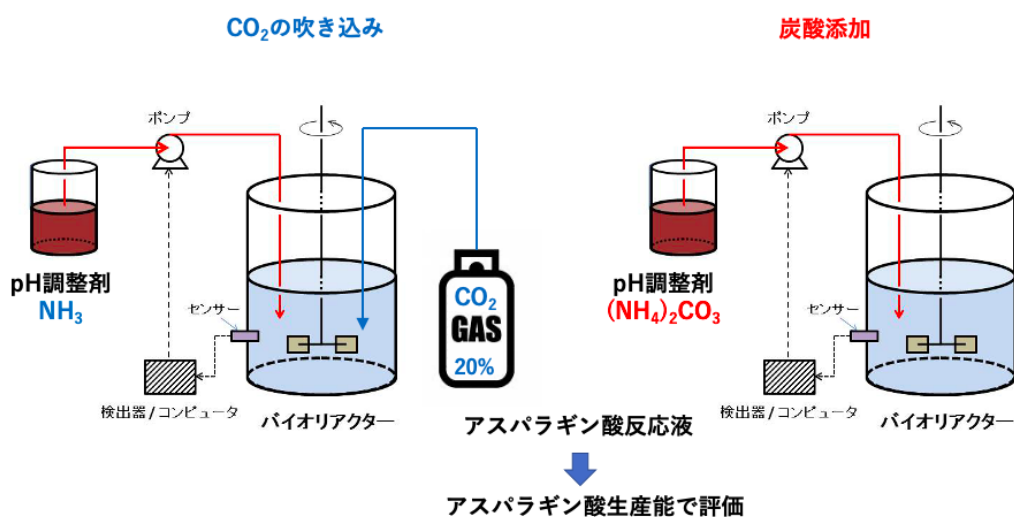 CO₂の吹き込み
ポンプ
pH調整剤
NH₃
センサー
検出器/コンピュータ
バイオリアクター
CO₂
GAS
20%
炭酸添加
ポンプ
pH調整剤
(NH₄)₂CO₃
センサー
検出器/コンピュータ
バイオリアクター
アスパラギン酸反応液
アスパラギン酸生産能で評価